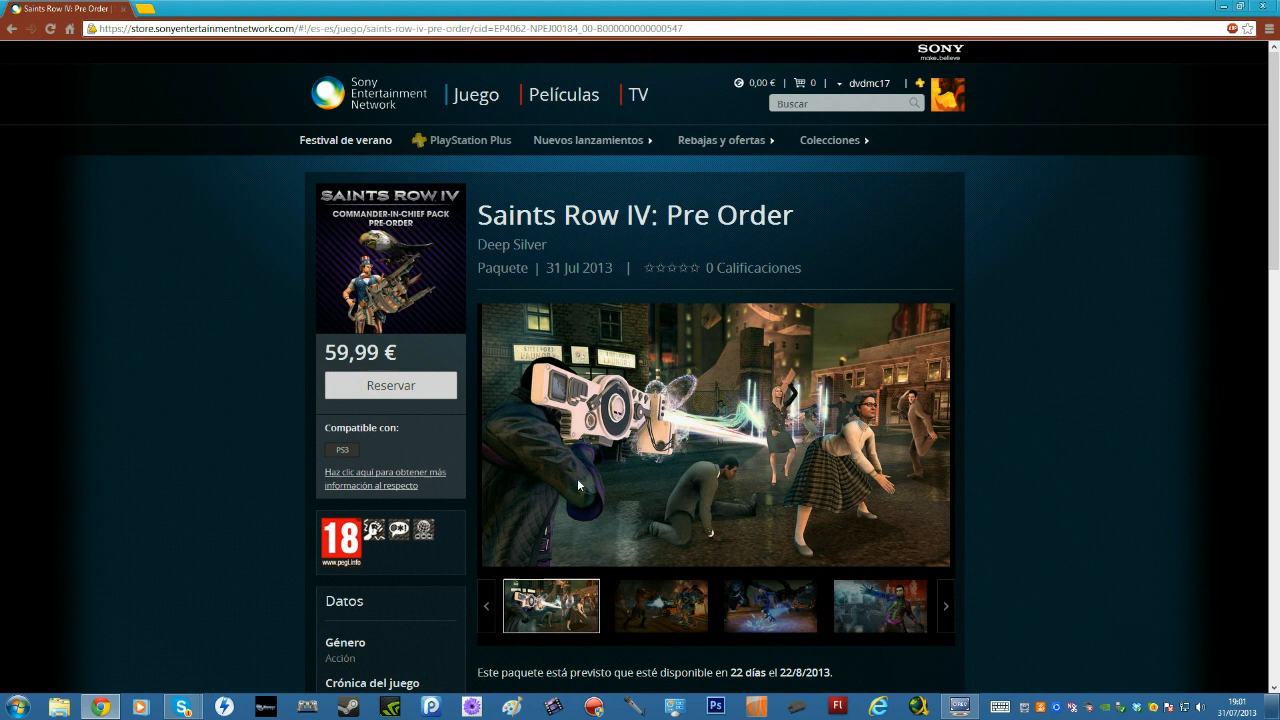 Saints Row IV: Pre Order |
https://store.sonyentertainmentnetwork.com/#!/es-es/juego/saints-row-iv-pre-order/cid=EP4062-NPEJ00184_00-B000000000000547
SONY
make.believe
Sony
Entertainment
Network
Juego
Películas
TV
0,00 € | 0 | dvdmc17 |
Buscar
Festival de verano
PlayStation Plus
Nuevos lanzamientos
Rebajas y ofertas
Colecciones
SAINTS ROW IV
COMMANDER-IN-CHIEF PACK
PRE-ORDER
Saints Row IV: Pre Order
Deep Silver
Paquete | 31 Jul 2013 | 0 Calificaciones
59,99 €
Reservar
Compatible con:
PS3
Haz clic aquí para obtener más
información al respecto
18
www.pegi.info
Datos
Género
Acción
Crónica del juego
LAUNDRY
Este paquete está previsto que esté disponible en 22 días el 22/8/2013.
19:01
31/07/2013